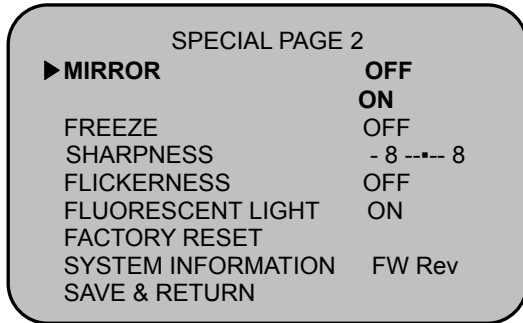 SPECIAL PAGE 2
▶MIRROR OFF
ON
FREEZE OFF
SHARPNESS - 8 --▪-- 8
FLICKERNESS OFF
FLUORESCENT LIGHT ON
FACTORY RESET
SYSTEM INFORMATION FW Rev
SAVE & RETURN